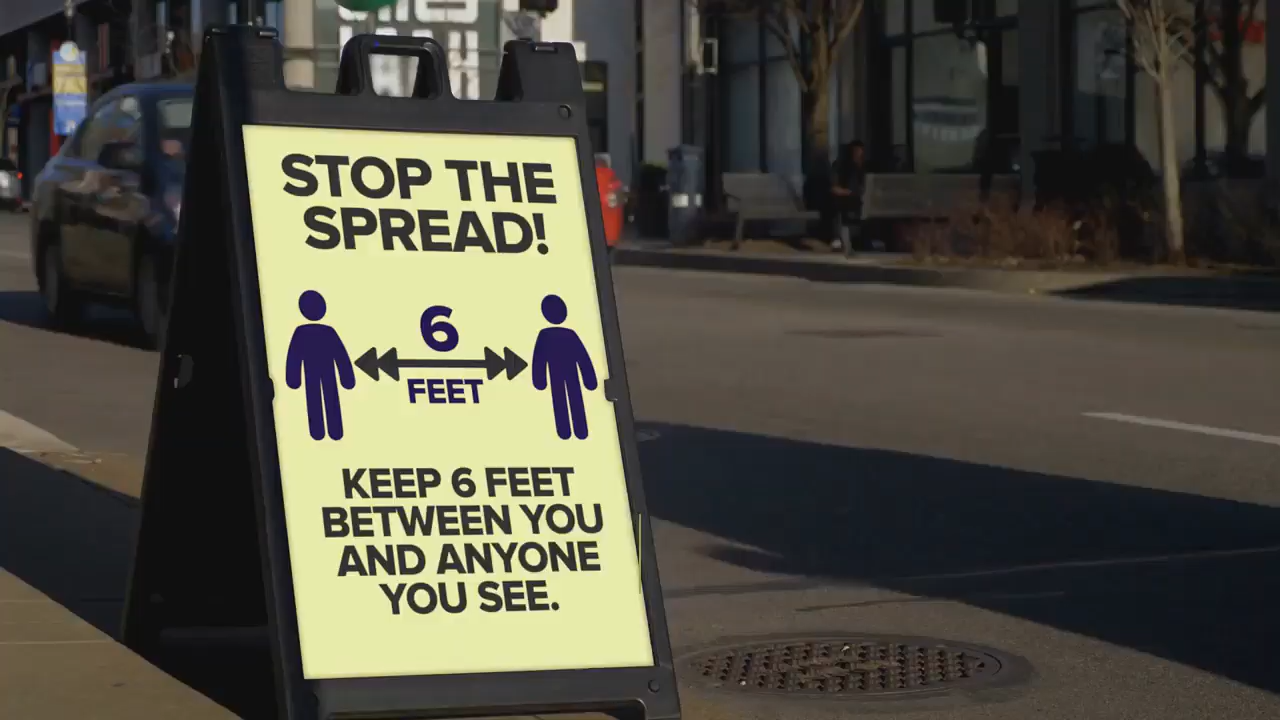 STOP THE
SPREAD!
6
FEET
KEEP 6 FEET
BETWEEN YOU
AND ANYONE
YOU SEE.